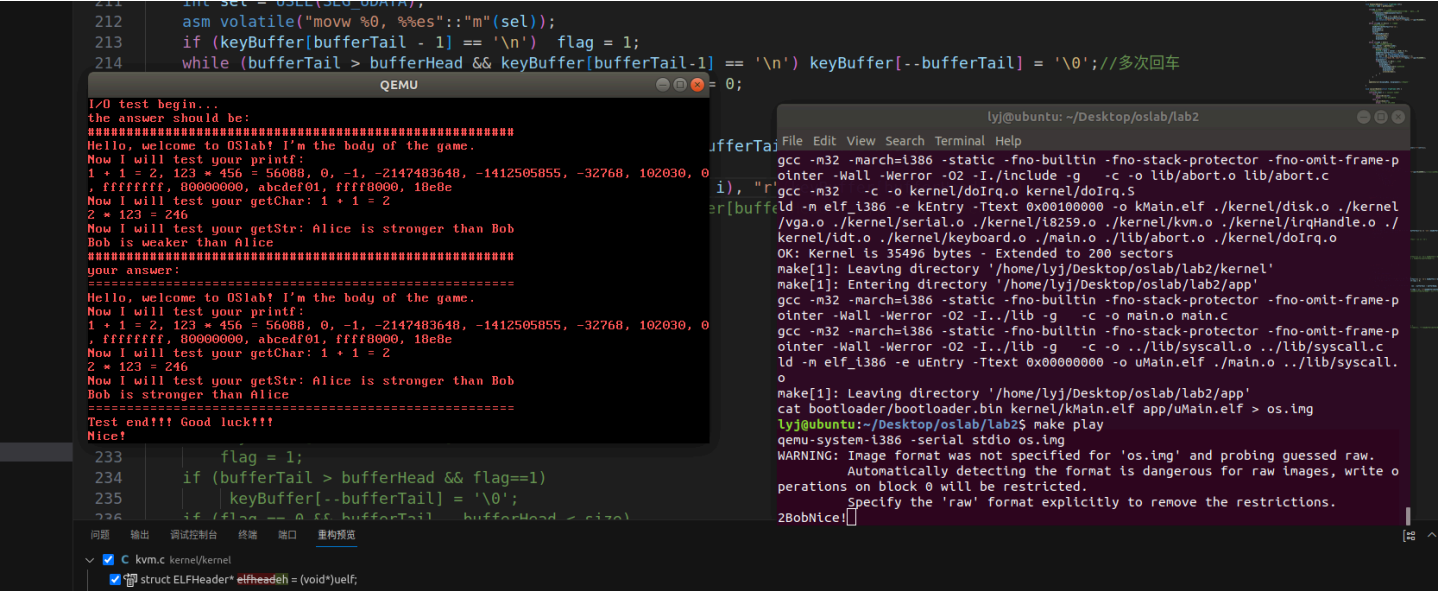 211 int sel = USEL(SEG_UDATA);
212 asm volatile("movw %0, %%es"::"m"(sel));
213 if (keyBuffer[bufferTail - 1] == '\n') flag = 1;
214 while (bufferTail > bufferHead && keyBuffer[bufferTail-1] == '\n') keyBuffer[--bufferTail] = '\0';//多次回车
= 0;
ufferTai
i), "r"
er[buffe
QEMU
I/O test begin...
the answer should be:
#######################################################
Hello, welcome to OSlab! I'm the body of the game.
Now I will test your printf:
1 + 1 = 2, 123 * 456 = 56088, 0, -1, -2147483648, -1412505855, -32768, 102030, 0
, ffffffff, 80000000, abcdef01, ffff8000, 18e8e
Now I will test your getChar: 1 + 1 = 2
2 * 123 = 246
Now I will test your getStr: Alice is stronger than Bob
Bob is weaker than Alice
#######################################################
your answer:
=======================================================
Hello, welcome to OSlab! I'm the body of the game.
Now I will test your printf:
1 + 1 = 2, 123 * 456 = 56088, 0, -1, -2147483648, -1412505855, -32768, 102030, 0
, ffffffff, 80000000, abcedf01, ffff8000, 18e8e
Now I will test your getChar: 1 + 1 = 2
2 * 123 = 246
Now I will test your getStr: Alice is stronger than Bob
Bob is stronger than Alice
=======================================================
Test end!!! Good luck!!!
Nice!
233 flag = 1;
234 if (bufferTail > bufferHead && flag==1)
235 keyBuffer[--bufferTail] = '\0';
236 if (flag == 0 && bufferTail - bufferHead < size)
lyj@ubuntu: ~/Desktop/oslab/lab2
File Edit View Search Terminal Help
gcc -m32 -march=i386 -static -fno-builtin -fno-stack-protector -fno-omit-frame-p
ointer -Wall -Werror -O2 -I./include -g -c -o lib/abort.o lib/abort.c
gcc -m32 -c -o kernel/doIrq.o kernel/doIrq.S
ld -m elf_i386 -e kEntry -Ttext 0x00100000 -o kMain.elf ./kernel/disk.o ./kernel
/vga.o ./kernel/serial.o ./kernel/i8259.o ./kernel/kvm.o ./kernel/irqHandle.o ./
kernel/idt.o ./kernel/keyboard.o ./main.o ./lib/abort.o ./kernel/doIrq.o
OK: Kernel is 35496 bytes - Extended to 200 sectors
make[1]: Leaving directory '/home/lyj/Desktop/oslab/lab2/kernel'
make[1]: Entering directory '/home/lyj/Desktop/oslab/lab2/app'
gcc -m32 -march=i386 -static -fno-builtin -fno-stack-protector -fno-omit-frame-p
ointer -Wall -Werror -O2 -I../lib -g -c -o main.o main.c
gcc -m32 -march=i386 -static -fno-builtin -fno-stack-protector -fno-omit-frame-p
ointer -Wall -Werror -O2 -I../lib -g -c -o ../lib/syscall.o ../lib/syscall.c
ld -m elf_i386 -e uEntry -Ttext 0x00000000 -o uMain.elf ./main.o ../lib/syscall.
o
make[1]: Leaving directory '/home/lyj/Desktop/oslab/lab2/app'
cat bootloader/bootloader.bin kernel/kMain.elf app/uMain.elf > os.img
lyj@ubuntu:~/Desktop/oslab/lab2$ make play
qemu-system-i386 -serial stdio os.img
WARNING: Image format was not specified for 'os.img' and probing guessed raw.
Automatically detecting the format is dangerous for raw images, write o
perations on block 0 will be restricted.
Specify the 'raw' format explicitly to remove the restrictions.
2BobNice!
问题 输出 调试控制台 终端 端口 重构预览
C kvm.c kernel/kernel
struct ELFHeader* elfheadeh = (void*)uelf;